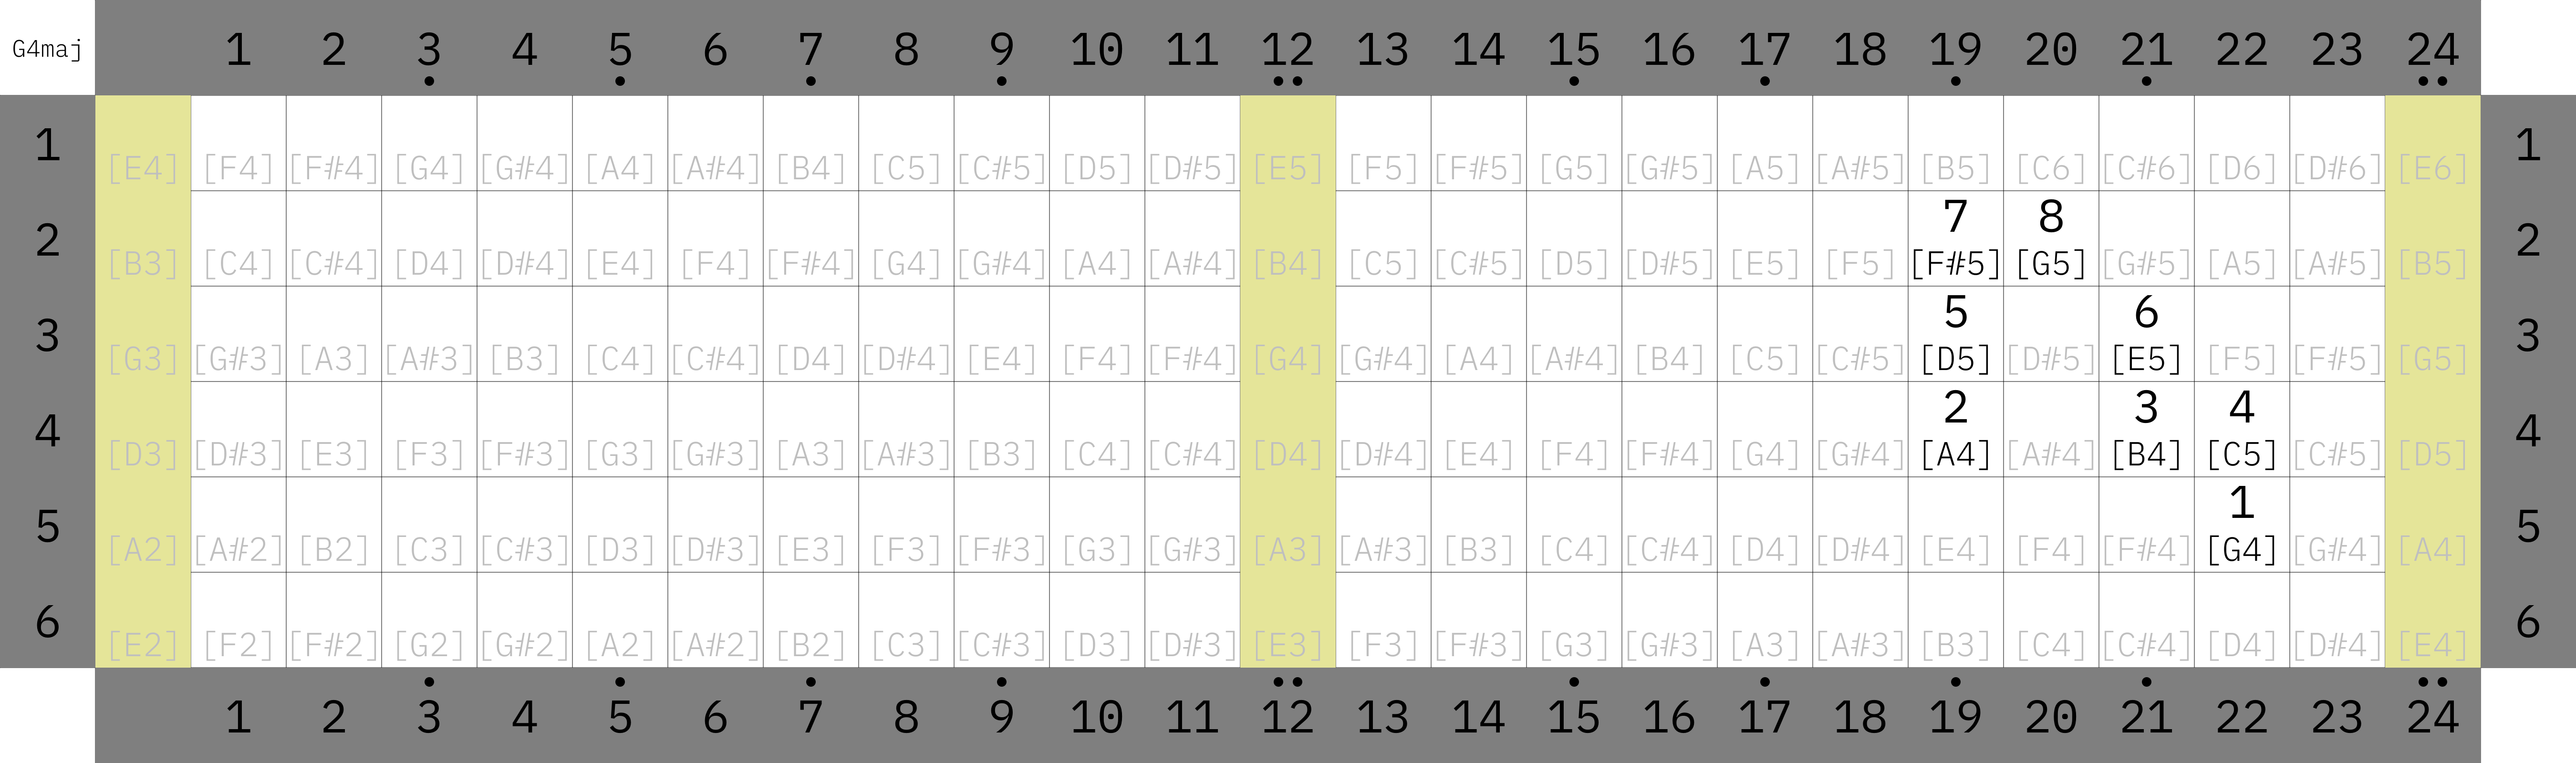 G4maj 1 2 3 4 5 6 7 8 9 10 11 12 13 14 15 16 17 18 19 20 21 22 23 24
1 [E4] [F4] [F#4] [G4] [G#4] [A4] [A#4] [B4] [C5] [C#5] [D5] [D#5] [E5] [F5] [F#5] [G5] [G#5] [A5] [A#5] [B5] [C6] [C#6] [D6] [D#6] [E6] 1
7 8
2 [B3] [C4] [C#4] [D4] [D#4] [E4] [F4] [F#4] [G4] [G#4] [A4] [A#4] [B4] [C5] [C#5] [D5] [D#5] [E5] [F5] [F#5] [G5] [G#5] [A5] [A#5] [B5] 2
5 6
3 [G3] [G#3] [A3] [A#3] [B3] [C4] [C#4] [D4] [D#4] [E4] [F4] [F#4] [G4] [G#4] [A4] [A#4] [B4] [C5] [C#5] [D5] [D#5] [E5] [F5] [F#5] [G5] 3
2 3 4
4 [D3] [D#3] [E3] [F3] [F#3] [G3] [G#3] [A3] [A#3] [B3] [C4] [C#4] [D4] [D#4] [E4] [F4] [F#4] [G4] [G#4] [A4] [A#4] [B4] [C5] [C#5] [D5] 4
1
5 [A2] [A#2] [B2] [C3] [C#3] [D3] [D#3] [E3] [F3] [F#3] [G3] [G#3] [A3] [A#3] [B3] [C4] [C#4] [D4] [D#4] [E4] [F4] [F#4] [G4] [G#4] [A4] 5
6 [E2] [F2] [F#2] [G2] [G#2] [A2] [A#2] [B2] [C3] [C#3] [D3] [D#3] [E3] [F3] [F#3] [G3] [G#3] [A3] [A#3] [B3] [C4] [C#4] [D4] [D#4] [E4] 6
1 2 3 4 5 6 7 8 9 10 11 12 13 14 15 16 17 18 19 20 21 22 23 24